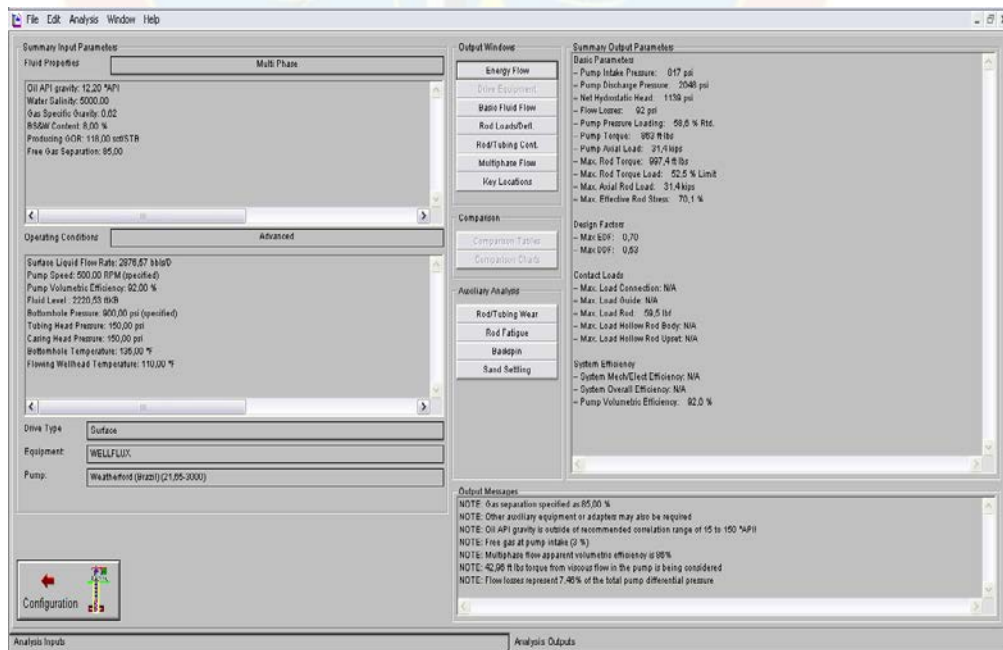 File Edit Analysis Window Help
Summary Input Parameters
Fluid Properties
Multi Phase
Oil API gravity: 12,20 °API
Water Salinity: 5000,00
Gas Specific Gravity: 0,62
BS&W Content: 8,00 %
Producing GOR: 118,00 scf/STB
Free Gas Separation: 85,00
Operating Conditions
Advanced
Surface Liquid Flow Rate: 2876,57 bbls/D
Pump Speed: 500,00 RPM (specified)
Pump Volumetric Efficiency: 92,00 %
Fluid Level: 2220,53 ftKB
Bottomhole Pressure: 900,00 psi (specified)
Tubing Head Pressure: 150,00 psi
Casing Head Pressure: 150,00 psi
Bottomhole Temperature: 135,00 °F
Flowing Wellhead Temperature: 110,00 °F
Drive Type
Surface
Equipment:
WELLFLUX
Pump:
Weatherford (Brazil) (21,65-3000)
Configuration
Output Windows
Energy Flow
Drive Equipment
Basic Fluid Flow
Rod Loads/Defl.
Rod/Tubing Cont.
Multiphase Flow
Key Locations
Comparison
Comparison Tables
Comparison Charts
Auxiliary Analysis
Rod/Tubing Wear
Rod Fatigue
Backspin
Sand Settling
Summary Output Parameters
Basic Parameters
– Pump Intake Pressure: 817 psi
– Pump Discharge Pressure: 2048 psi
– Net Hydrostatic Head: 1139 psi
– Flow Losses: 92 psi
– Pump Pressure Loading: 58,6 % Rtd.
– Pump Torque: 863 ft lbs
– Pump Axial Load: 31,4 kips
– Max. Rod Torque: 997,4 ft lbs
– Max. Rod Torque Load: 52,5 % Limit
– Max. Axial Rod Load: 31,4 kips
– Max. Effective Rod Stress: 70,1 %
Design Factors
– Max EDF: 0,70
– Max DDF: 0,53
Contact Loads
– Max. Load Connection: N/A
– Max. Load Guide: N/A
– Max. Load Rod: 59,5 lbf
– Max. Load Hollow Rod Body: N/A
– Max. Load Hollow Rod Upset: N/A
System Efficiency
– System Mech/Elect Efficiency: N/A
– System Overall Efficiency: N/A
– Pump Volumetric Efficiency: 92,0 %
Output Messages
NOTE: Gas separation specified as 85,00 %
NOTE: Other auxiliary equipment or adapters may also be required
NOTE: Oil API gravity is outside of recommended correlation range of 15 to 150 °API!
NOTE: Free gas at pump intake (3 %)
NOTE: Multiphase flow apparent volumetric efficiency is 86%
NOTE: 42,96 ft lbs torque from viscous flow in the pump is being considered
NOTE: Flow losses represent 7,46% of the total pump differential pressure
Analysis Inputs
Analysis Outputs